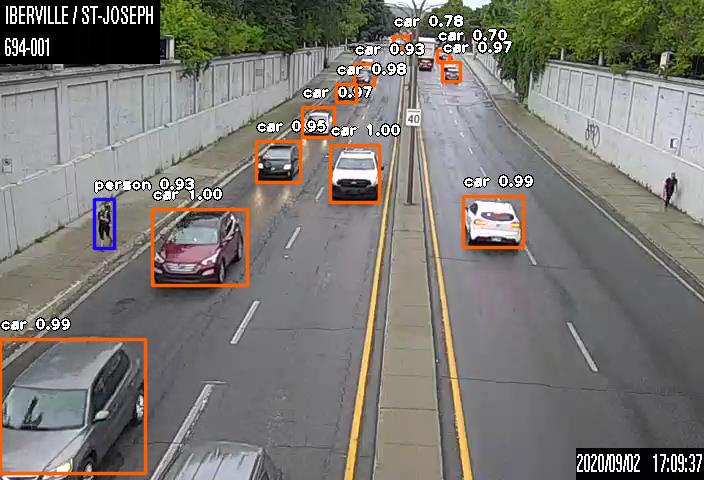 IBERVILLE / ST-JOSEPH
694-001
car 0.78
car 0.70
car 0.93
car 0.97
car 0.98
car 0.97
40
car 0.95
car 1.00
person 0.93
car 1.00
car 0.99
car 0.99
2020/09/02 17:09:37